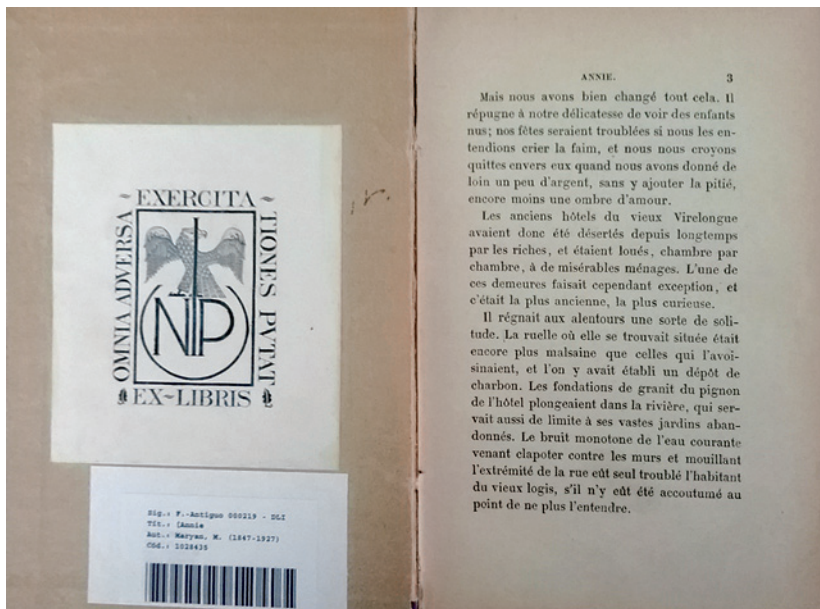 OMNIA ADVERSA ~ EXERCITA ~ TIONES PVTAT
NIP
EX~LIBRIS
Sig.: F.-Antiguo 000219 - DLI
Tít.: [Annie
Aut.: Maryan, M. (1847-1927)
Cód.: 1028435
ANNIE. 3
Mais nous avons bien changé tout cela. Il
répugne à notre délicatesse de voir des enfants
nus; nos fêtes seraient troublées si nous les en-
tendions crier la faim, et nous nous croyons
quittes envers eux quand nous avons donné de
loin un peu d'argent, sans y ajouter la pitié,
encore moins une ombre d'amour.
Les anciens hôtels du vieux Virelongue
avaient donc été désertés depuis longtemps
par les riches, et étaient loués, chambre par
chambre, à de misérables ménages. L'une de
ces demeures faisait cependant exception, et
c'était la plus ancienne, la plus curieuse.
Il régnait aux alentours une sorte de soli-
tude. La ruelle où elle se trouvait située était
encore plus malsaine que celles qui l'avoi-
sinaient, et l'on y avait établi un dépôt de
charbon. Les fondations de granit du pignon
de l'hôtel plongeaient dans la rivière, qui ser-
vait aussi de limite à ses vastes jardins aban-
donnés. Le bruit monotone de l'eau courante
venant clapoter contre les murs et mouillant
l'extrémité de la rue eût seul troublé l'habitant
du vieux logis, s'il n'y eût été accoutumé au
point de ne plus l'entendre.